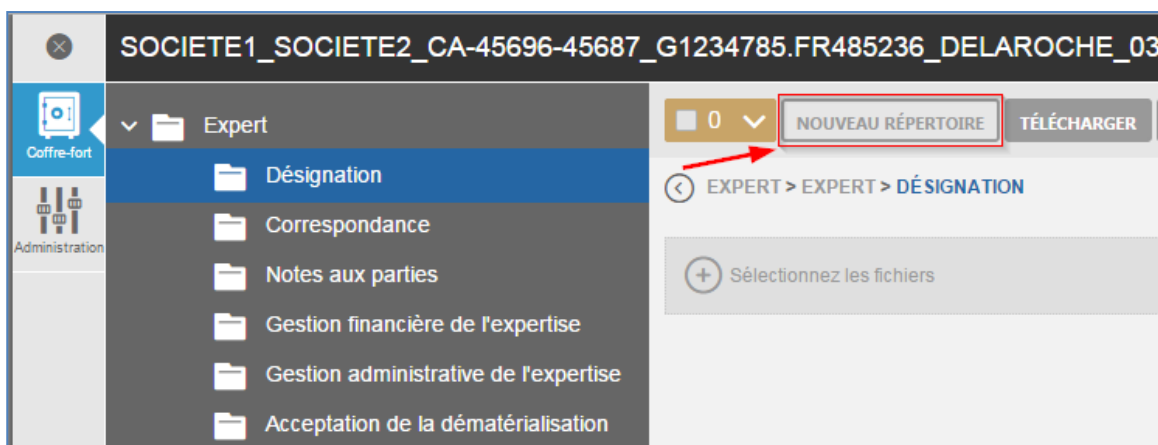 SOCIETE1_SOCIETE2_CA-45696-45687_G1234785.FR485236_DELAROCHE_03
Coffre-fort
Administration
Expert
Désignation
Correspondance
Notes aux parties
Gestion financière de l'expertise
Gestion administrative de l'expertise
Acceptation de la dématérialisation
0 NOUVEAU RÉPERTOIRE TÉLÉCHARGER
EXPERT > EXPERT > DÉSIGNATION
Sélectionnez les fichiers